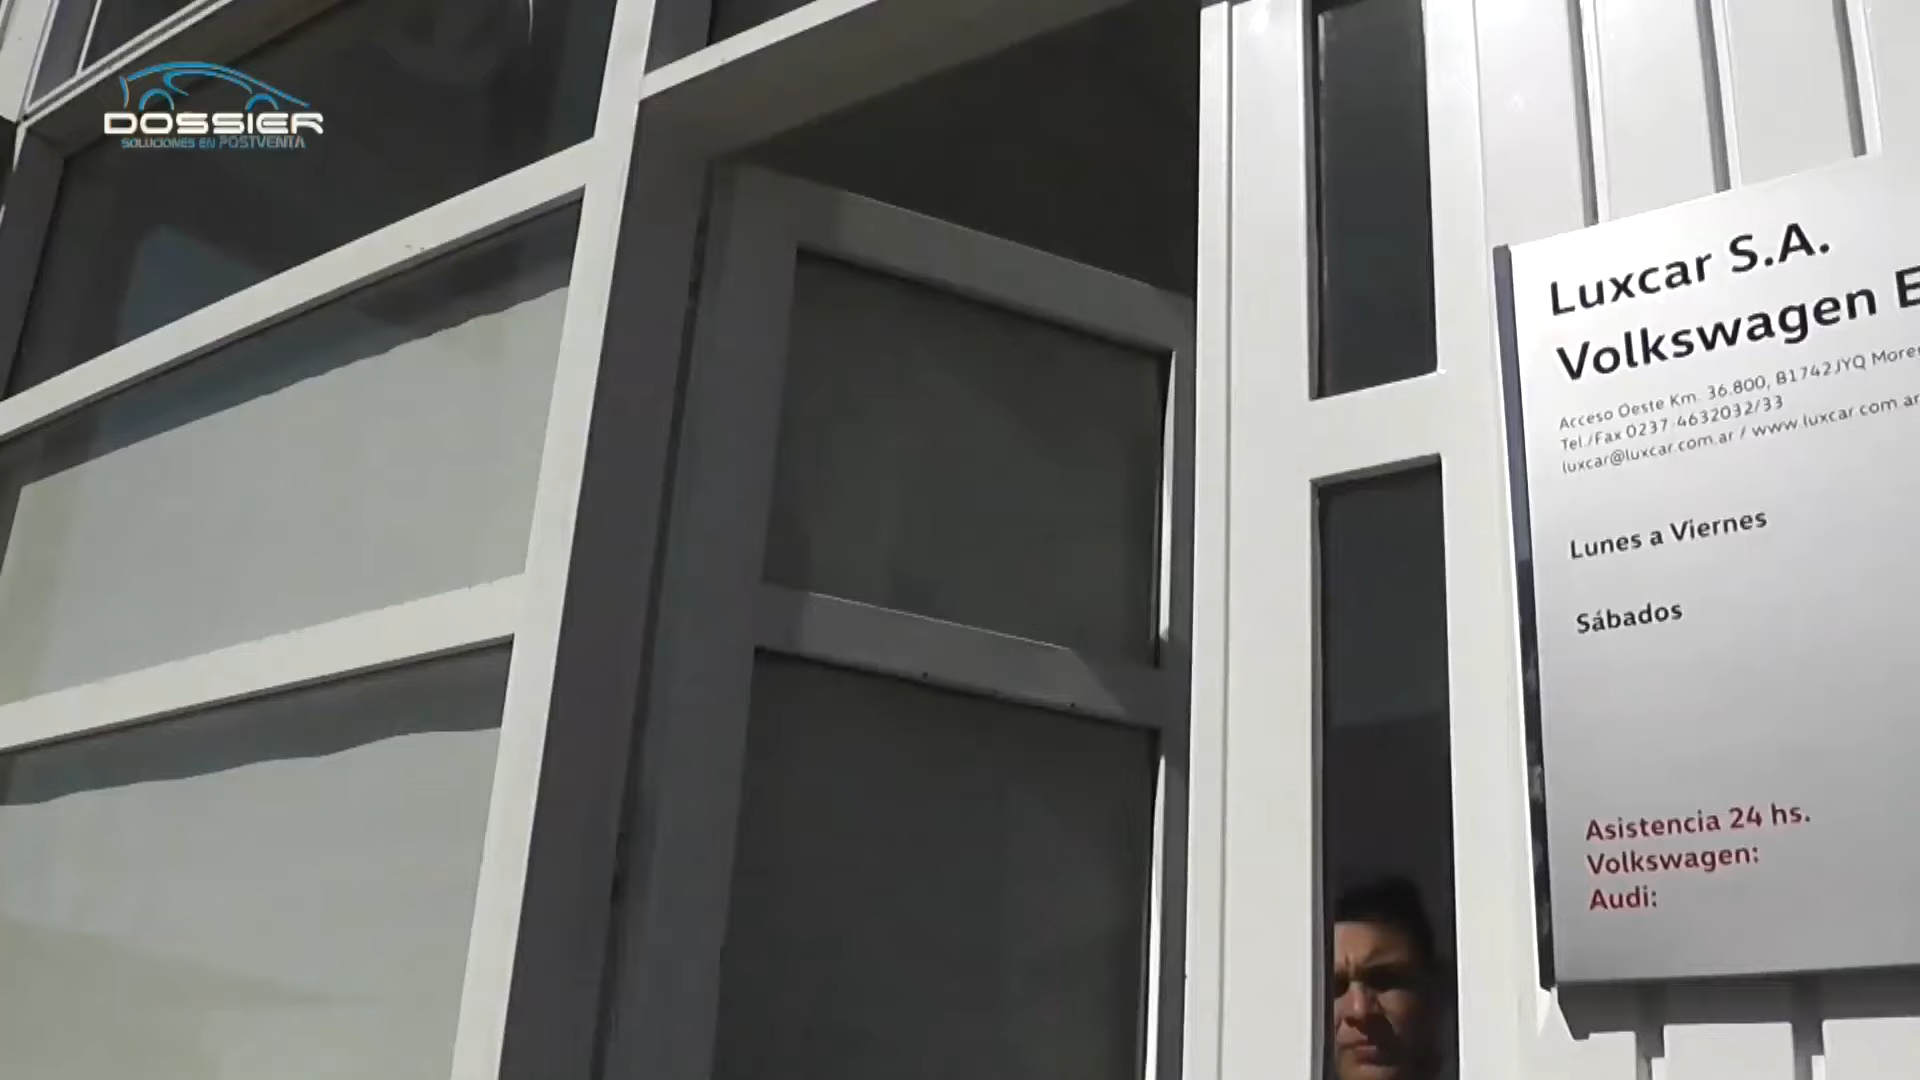 DOSSIER
SOLUCIONES EN POSTVENTA
Luxcar S.A.
Volkswagen
Acceso Oeste Km. 36.800, B1742JYQ
Tel./Fax 0237 4632032/33
luxcar@luxcar.com.ar / www.luxcar.com.ar
Lunes a Viernes
Sábados
Asistencia 24 hs.
Volkswagen:
Audi: